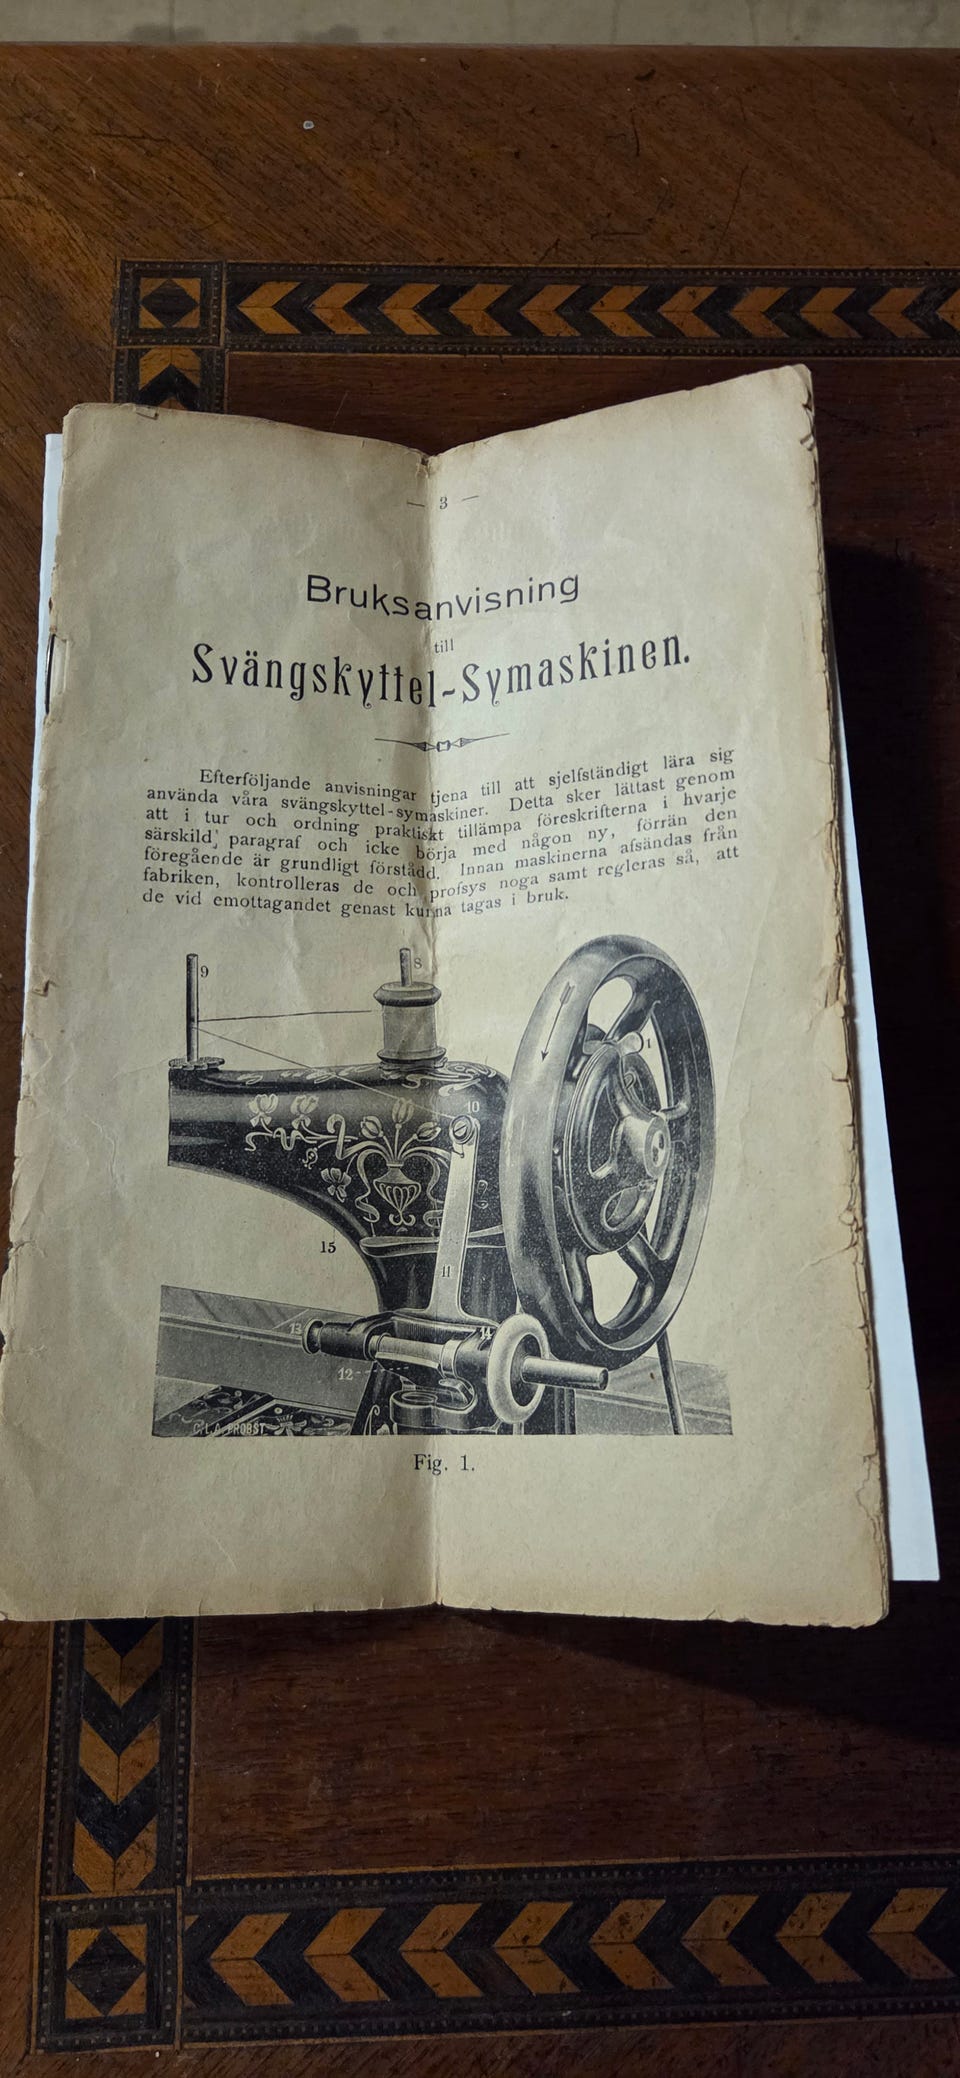 — 3 —
Bruksanvisning
till
Svängskyttel-Symaskinen.
Efterföljande anvisningar tjena till att sjelfständigt lära sig
använda våra svängskyttel-symaskiner. Detta sker lättast genom
att i tur och ordning praktiskt tillämpa föreskrifterna i hvarje
särskild paragraf och icke börja med någon ny, förrän den
föregående är grundligt förstådd. Innan maskinerna afsändas från
fabriken, kontrolleras de och profsys noga samt regleras så, att
de vid emottagandet genast kunna tagas i bruk.
9
8
1
10
15
11
13
14
12
C.L.A. PROBST
Fig. 1.